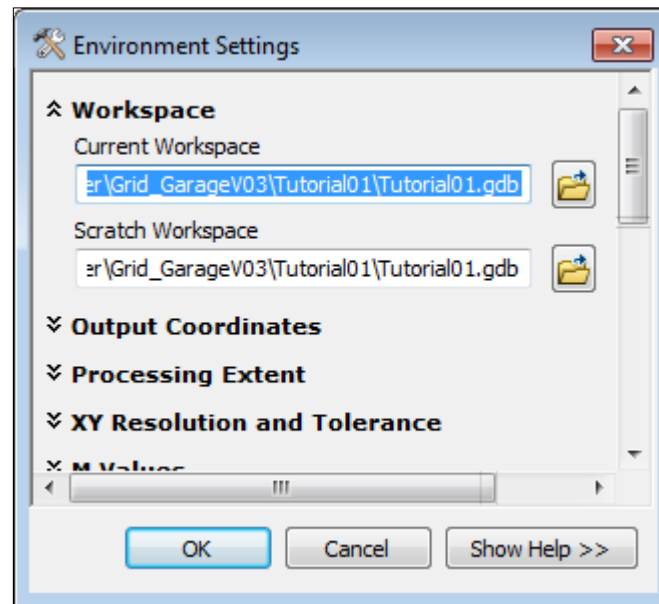 Environment Settings
Workspace
Current Workspace
er\Grid_GarageV03\Tutorial01\Tutorial01.gdb
Scratch Workspace
er\Grid_GarageV03\Tutorial01\Tutorial01.gdb
Output Coordinates
Processing Extent
XY Resolution and Tolerance
M Values
OK
Cancel
Show Help >>